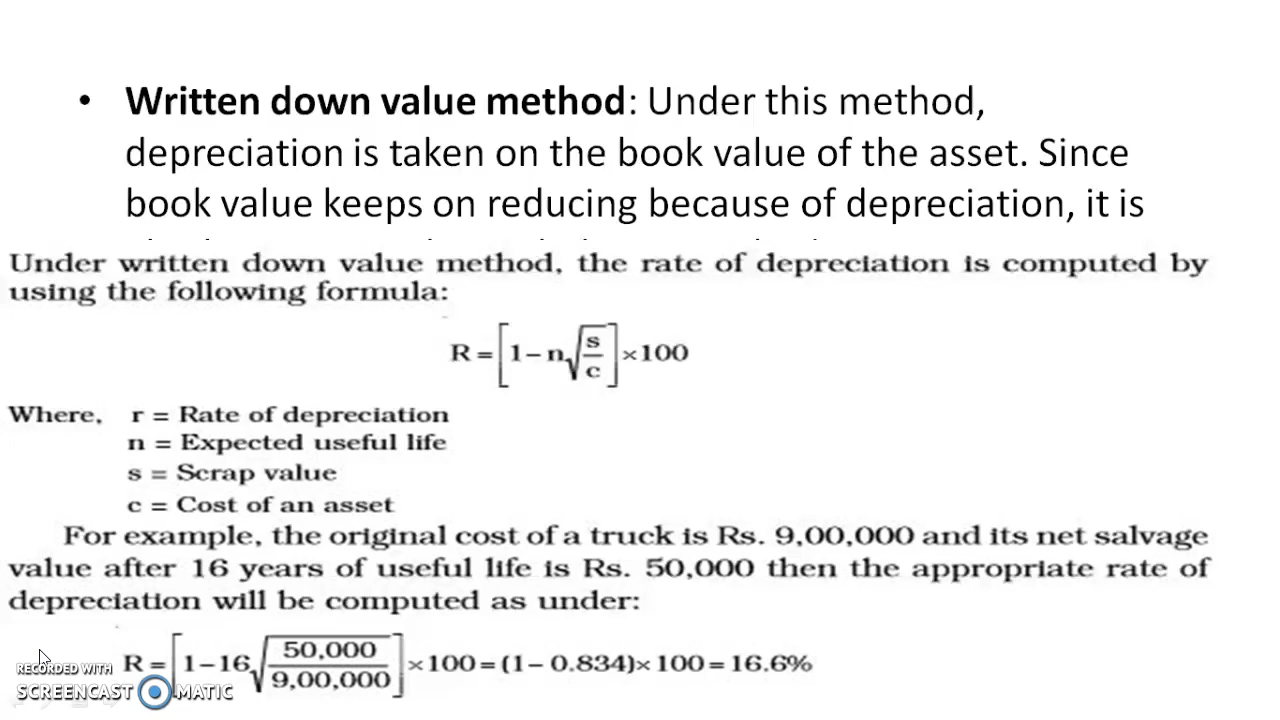 • Written down value method: Under this method,
depreciation is taken on the book value of the asset. Since
book value keeps on reducing because of depreciation, it is
Under written down value method, the rate of depreciation is computed by
using the following formula:
R = [1 – n√(s/c)] × 100
Where, r = Rate of depreciation
n = Expected useful life
s = Scrap value
c = Cost of an asset
For example, the original cost of a truck is Rs. 9,00,000 and its net salvage
value after 16 years of useful life is Rs. 50,000 then the appropriate rate of
depreciation will be computed as under:
R = [1 – 16√(50,000/9,00,000)] × 100 = (1 – 0.834) × 100 = 16.6%
RECORDED WITH
SCREENCAST MATIC